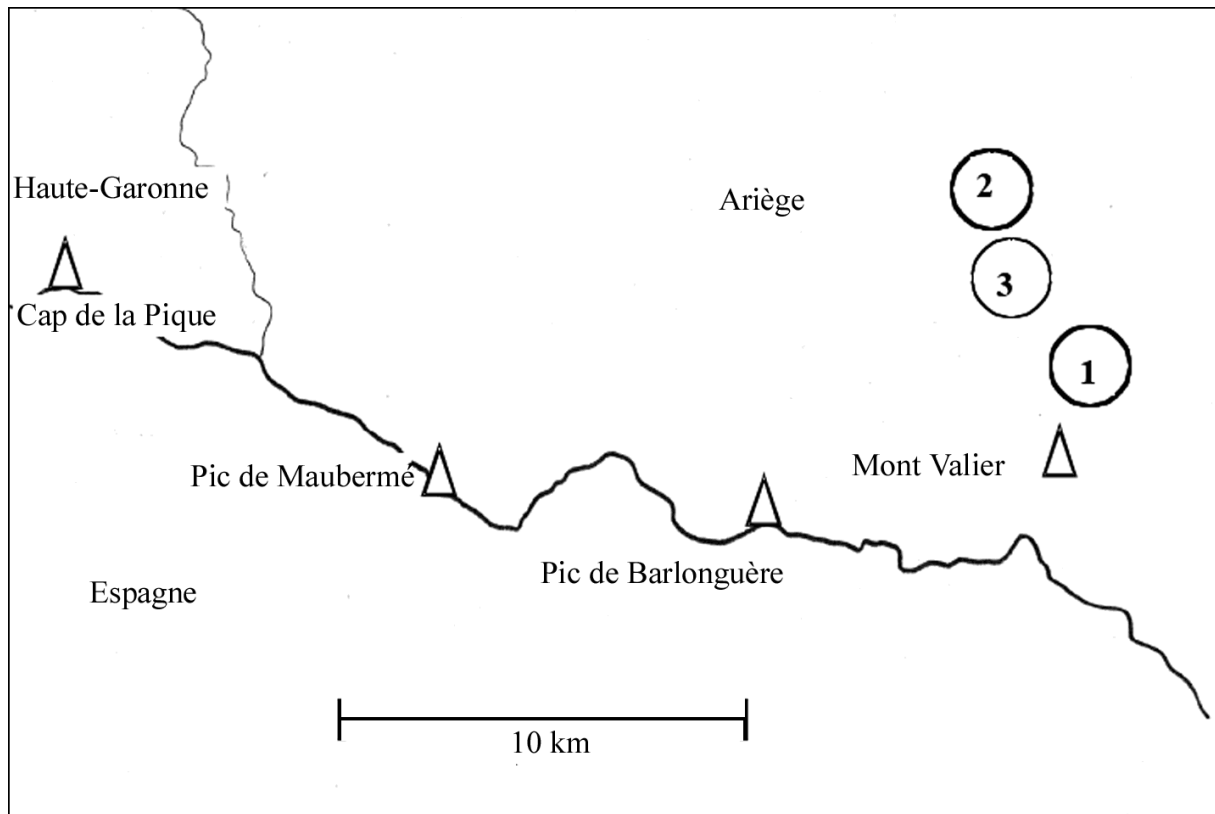 Haute-Garonne
Ariège
2
3
Cap de la Pique
1
Pic de Maubermé
Mont Valier
Pic de Barlonguère
Espagne
10 km